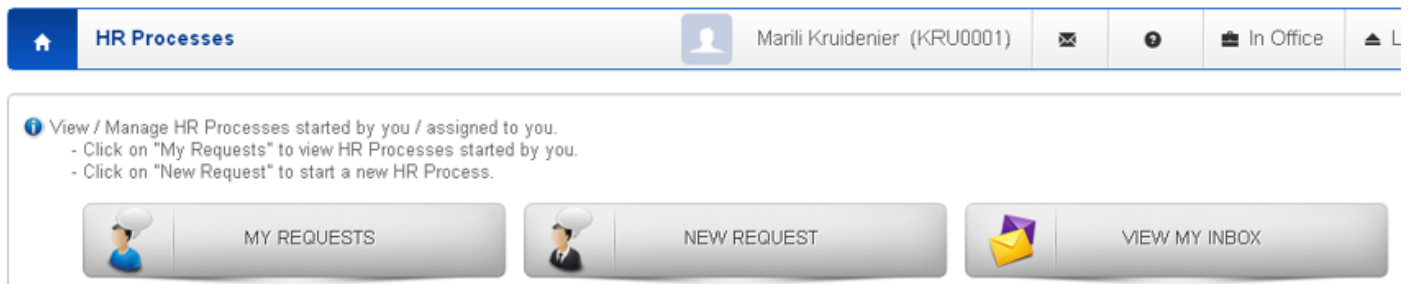 HR Processes
Marili Kruidenier (KRU0001)
In Office
View / Manage HR Processes started by you / assigned to you.
- Click on "My Requests" to view HR Processes started by you.
- Click on "New Request" to start a new HR Process.
MY REQUESTS
NEW REQUEST
VIEW MY INBOX